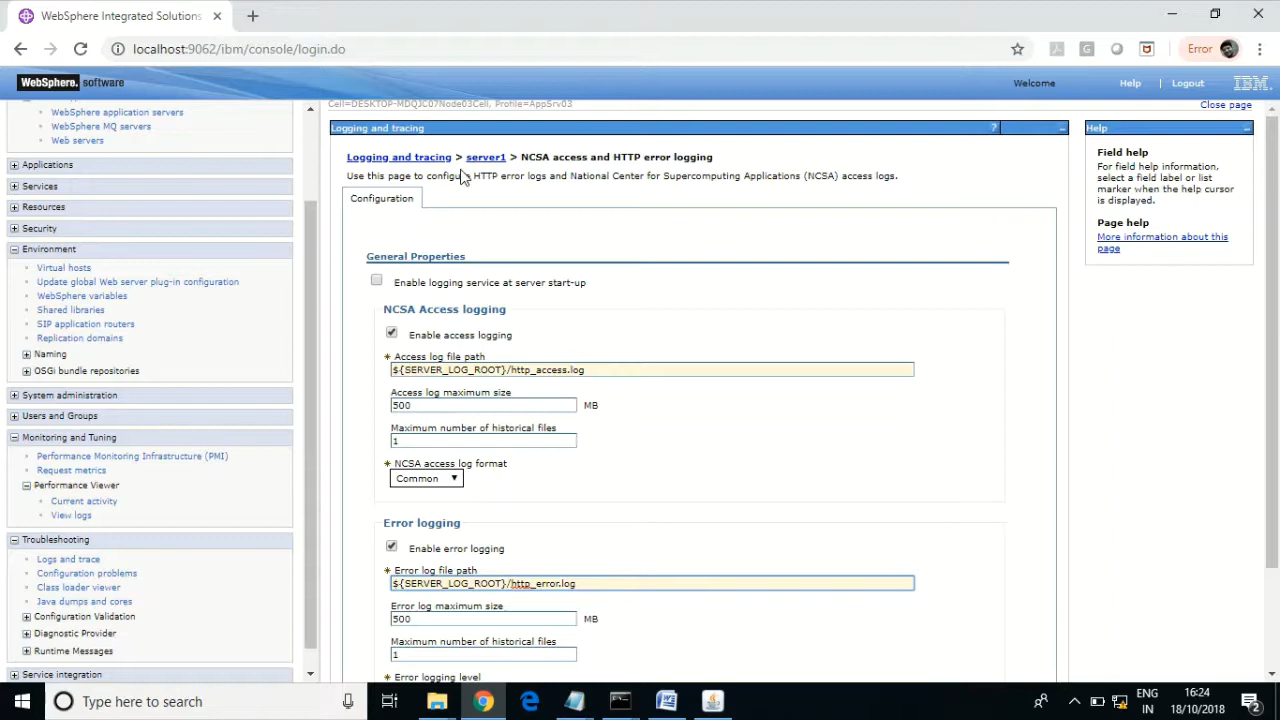 WebSphere Integrated Solutions
localhost:9062/ibm/console/login.do
Error
WebSphere. software
Welcome
Help
Logout
IBM
Cell=DESKTOP-MDQJC07Node03Cell, Profile=AppSrv03
Close page
WebSphere application servers
WebSphere MQ servers
Web servers
Applications
Services
Resources
Security
Environment
Virtual hosts
Update global Web server plug-in configuration
WebSphere variables
Shared libraries
SIP application routers
Replication domains
Naming
OSGi bundle repositories
System administration
Users and Groups
Monitoring and Tuning
Performance Monitoring Infrastructure (PMI)
Request metrics
Performance Viewer
Current activity
View logs
Troubleshooting
Logs and trace
Configuration problems
Class loader viewer
Java dumps and cores
Configuration Validation
Diagnostic Provider
Runtime Messages
Service integration
Logging and tracing
?
Logging and tracing > server1 > NCSA access and HTTP error logging
Use this page to configure HTTP error logs and National Center for Supercomputing Applications (NCSA) access logs.
Configuration
General Properties
Enable logging service at server start-up
NCSA Access logging
Enable access logging
Access log file path
${SERVER_LOG_ROOT}/http_access.log
Access log maximum size
500 MB
Maximum number of historical files
1
NCSA access log format
Common
Error logging
Enable error logging
Error log file path
${SERVER_LOG_ROOT}/http_error.log
Error log maximum size
500 MB
Maximum number of historical files
1
Error logging level
Help
Field help
For field help information,
select a field label or list
marker when the help cursor
is displayed.
Page help
More information about this
page
Type here to search
ENG
IN
16:24
18/10/2018
2